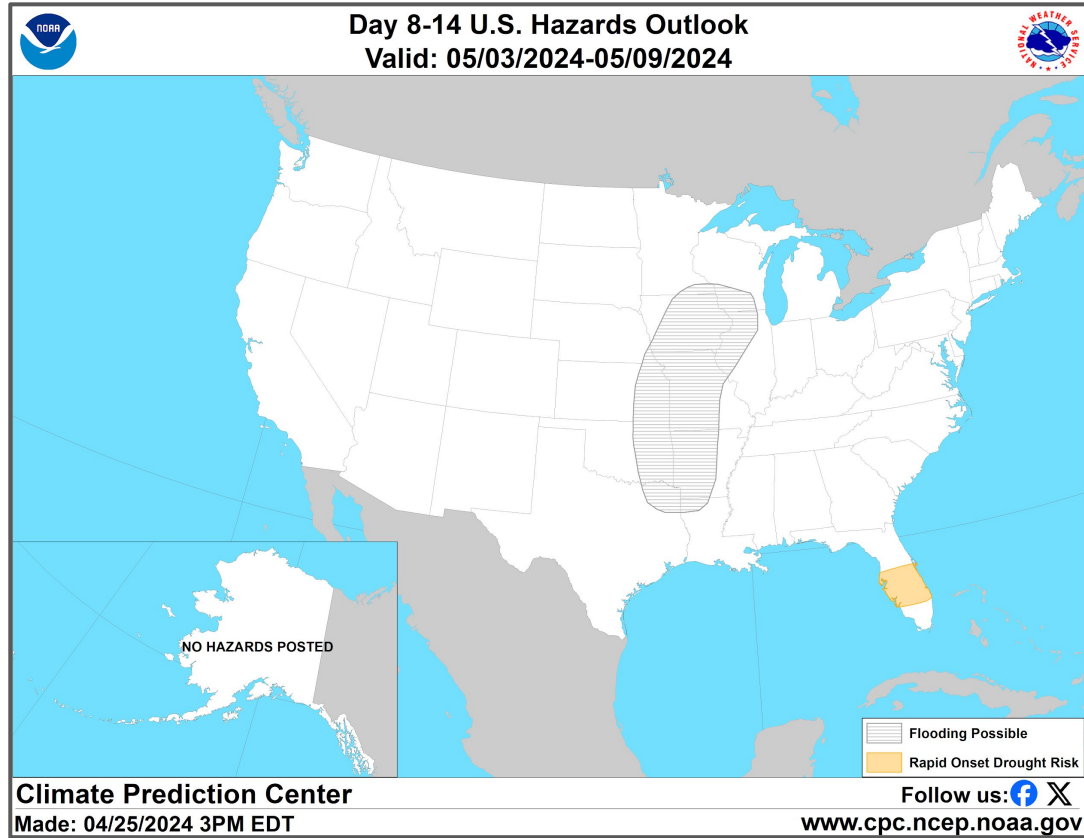 NOAA
Day 8-14 U.S. Hazards Outlook
Valid: 05/03/2024-05/09/2024
NATIONAL WEATHER SERVICE
NO HAZARDS POSTED
Flooding Possible
Rapid Onset Drought Risk
Climate Prediction Center
Follow us:
Made: 04/25/2024 3PM EDT
www.cpc.ncep.noaa.gov